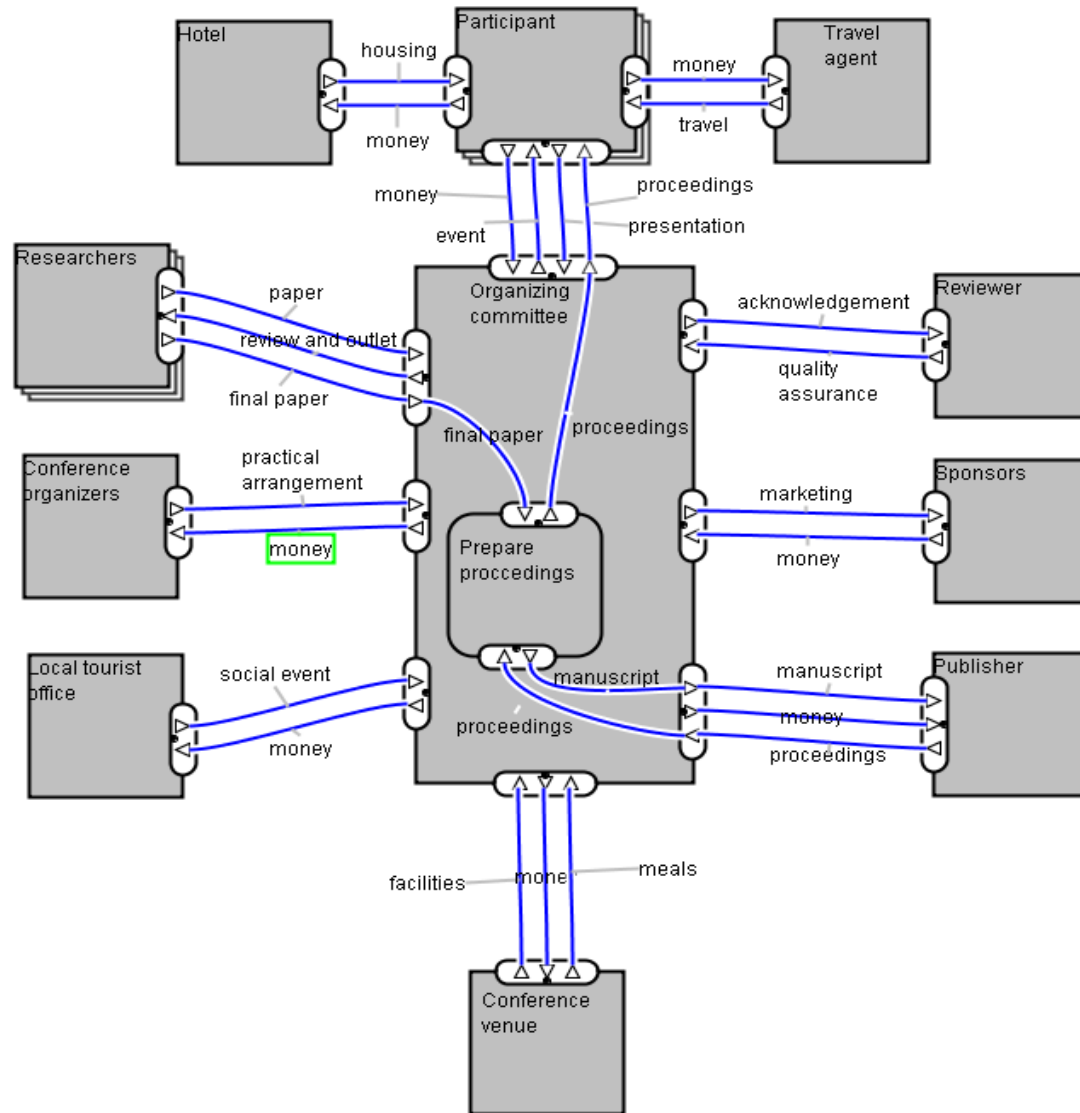 Hotel
Participant
Travel
agent
housing
money
money
travel
money
proceedings
event
presentation
Researchers
paper
review and outlet
final paper
Organizing
committee
acknowledgement
quality
assurance
Reviewer
final paper
proceedings
Conference
organizers
practical
arrangement
money
marketing
money
Sponsors
Prepare
proccedings
Local tourist
office
social event
money
manuscript
proceedings
manuscript
money
proceedings
Publisher
facilities
money
meals
Conference
venue